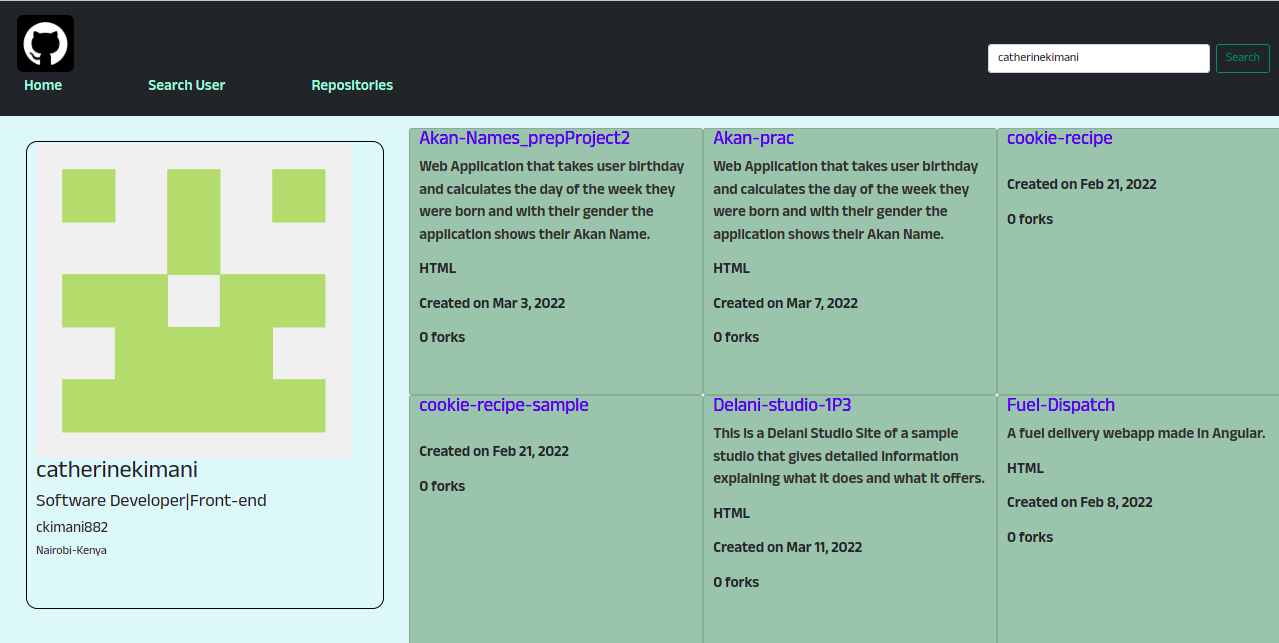 Home
Search User
Repositories
catherinekimani
Search
catherinekimani
Software Developer|Front-end
ckimani882
Nairobi-Kenya
Akan-Names_prepProject2
Web Application that takes user birthday
and calculates the day of the week they
were born and with their gender the
application shows their Akan Name.
HTML
Created on Mar 3, 2022
0 forks
Akan-prac
Web Application that takes user birthday
and calculates the day of the week they
were born and with their gender the
application shows their Akan Name.
HTML
Created on Mar 7, 2022
0 forks
cookie-recipe
Created on Feb 21, 2022
0 forks
cookie-recipe-sample
Created on Feb 21, 2022
0 forks
Delani-studio-1P3
This is a Delani Studio Site of a sample
studio that gives detailed information
explaining what it does and what it offers.
HTML
Created on Mar 11, 2022
0 forks
Fuel-Dispatch
A fuel delivery webapp made in Angular.
HTML
Created on Feb 8, 2022
0 forks